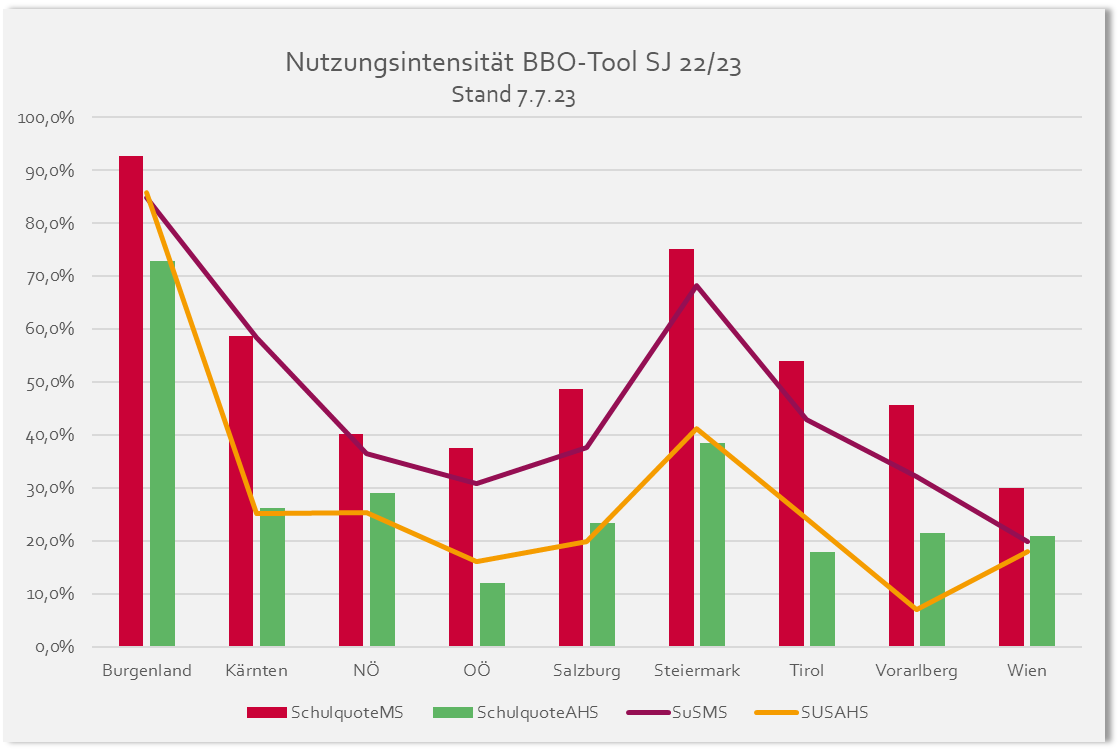 Nutzungsintensität BBO-Tool SJ 22/23
Stand 7.7.23
100,0%
90,0%
80,0%
70,0%
60,0%
50,0%
40,0%
30,0%
20,0%
10,0%
0,0%
Burgenland Kärnten NÖ OÖ Salzburg Steiermark Tirol Vorarlberg Wien
SchulquoteMS SchulquoteAHS SuSMS SUSAHS